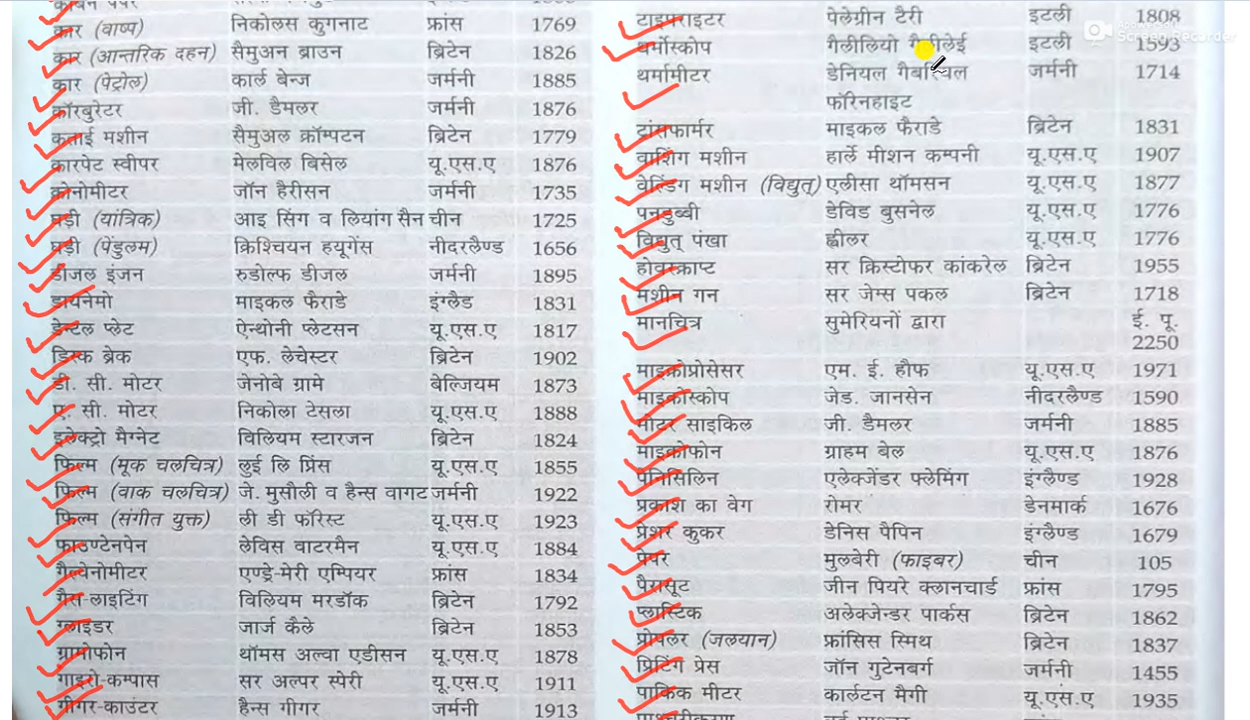 कार (वाष्प) निकोलस कुगनाट फ्रांस 1769
कार (आन्तरिक दहन) सैमुअन ब्राउन ब्रिटेन 1826
कार (पेट्रोल) कार्ल बेन्ज जर्मनी 1885
कॉरबुरेटर जी. डैमलर जर्मनी 1876
कताई मशीन सैमुअल क्रॉम्पटन ब्रिटेन 1779
कारपेट स्वीपर मेलविल बिसेल यू.एस.ए 1876
क्रोनोमीटर जॉन हैरीसन जर्मनी 1735
घड़ी (यांत्रिक) आइ सिंग व लियांग सैन चीन 1725
घड़ी (पेंडुलम) क्रिश्चियन हयूगेंस नीदरलैण्ड 1656
डीजल इंजन रुडोल्फ डीजल जर्मनी 1895
डायनेमो माइकल फैराडे इंग्लैड 1831
डेन्टल प्लेट ऐन्थोनी प्लेटसन यू.एस.ए 1817
डिस्क ब्रेक एफ. लेचेस्टर ब्रिटेन 1902
डी. सी. मोटर जेनोबे ग्रामे बेल्जियम 1873
ए. सी. मोटर निकोला टेसला यू.एस.ए 1888
इलेक्ट्रो मैग्नेट विलियम स्टारजन ब्रिटेन 1824
फिल्म (मूक चलचित्र) लुई लि प्रिंस यू.एस.ए 1855
फिल्म (वाक चलचित्र) जे. मुसौली व हैन्स वागट जर्मनी 1922
फिल्म (संगीत युक्त) ली डी फॉरेस्ट यू.एस.ए 1923
फाउण्टेनपेन लेविस वाटरमैन यू.एस.ए 1884
गैल्वेनोमीटर एण्ड्रे-मेरी एम्पियर फ्रांस 1834
गैस-लाइटिंग विलियम मरडॉक ब्रिटेन 1792
ग्लाइडर जार्ज कैले ब्रिटेन 1853
ग्रामोफोन थॉमस अल्वा एडीसन यू.एस.ए 1878
गाइरो-कम्पास सर अल्पर स्पेरी यू.एस.ए 1911
गीगर-काउंटर हैन्स गीगर जर्मनी 1913
टाइपराइटर पेलेग्रीन टैरी इटली 1808
थर्मोस्कोप गैलीलियो गैलीलेई इटली 1593
थर्मामीटर डेनियल गैब्रियल जर्मनी 1714
फॉरेनहाइट
ट्रांसफार्मर माइकल फैराडे ब्रिटेन 1831
वाशिंग मशीन हार्ले मीशन कम्पनी यू.एस.ए 1907
वेल्डिंग मशीन (विद्युत्) एलीसा थॉमसन यू.एस.ए 1877
पनडुब्बी डेविड बुसनेल यू.एस.ए 1776
विद्युत् पंखा ह्वीलर यू.एस.ए 1776
होवरक्राफ्ट सर क्रिस्टोफर कांकरेल ब्रिटेन 1955
मशीन गन सर जेम्स पकल ब्रिटेन 1718
मानचित्र सुमेरियनों द्वारा ई. पू.
2250
माइक्रोप्रोसेसर एम. ई. हौफ यू.एस.ए 1971
माइक्रोस्कोप जेड. जानसेन नीदरलैण्ड 1590
मोटर साइकिल जी. डैमलर जर्मनी 1885
माइक्रोफोन ग्राहम बेल यू.एस.ए 1876
पेनिसिलिन एलेक्जेंडर फ्लेमिंग इंग्लैण्ड 1928
प्रकाश का वेग रोमर डेनमार्क 1676
प्रेशर कुकर डेनिस पैपिन इंग्लैण्ड 1679
पेपर मुलबेरी (फाइबर) चीन 105
पैरासूट जीन पियरे क्लानचार्ड फ्रांस 1795
प्लास्टिक अलेक्जेन्डर पार्कस ब्रिटेन 1862
प्रोपेलर (जलयान) फ्रांसिस स्मिथ ब्रिटेन 1837
प्रिंटिंग प्रेस जॉन गुटेनबर्ग जर्मनी 1455
पार्किंक मीटर कार्लटन मैगी यू.एस.ए 1935
Screen Recorder